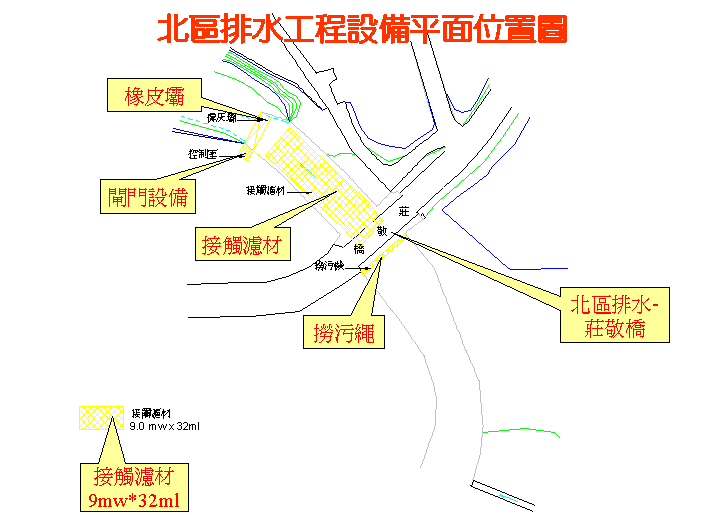 北區排水工程設備平面位置圖
橡皮壩
橡皮壩
控制室
閘門設備
接觸濾材
接觸濾材
莊
敬
橋
撈污繩
北區排水-
莊敬橋
接觸濾材
9.0 mw x 32ml
接觸濾材
9mw*32ml